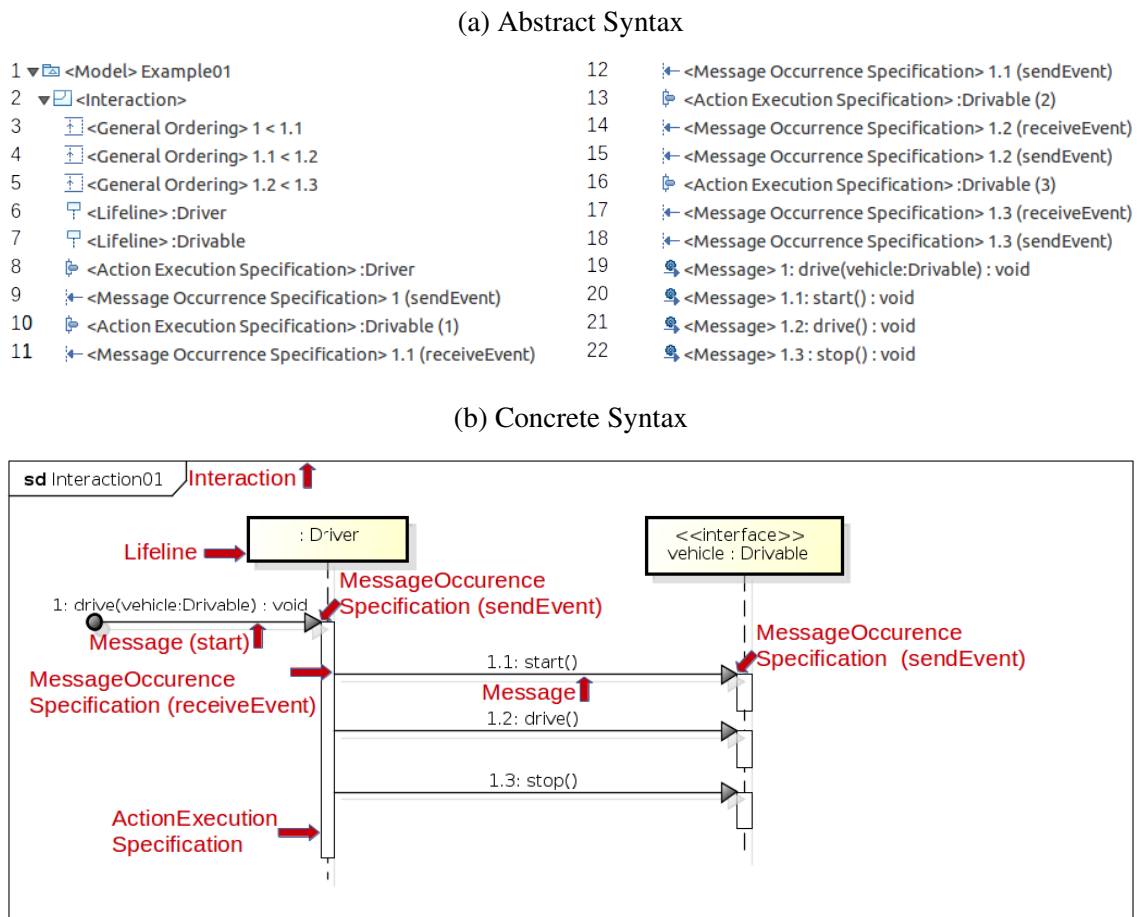 (a) Abstract Syntax
1 <Model> Example01
2 <Interaction>
3 <General Ordering> 1 < 1.1
4 <General Ordering> 1.1 < 1.2
5 <General Ordering> 1.2 < 1.3
6 <Lifeline> :Driver
7 <Lifeline> :Drivable
8 <Action Execution Specification> :Driver
9 <Message Occurrence Specification> 1 (sendEvent)
10 <Action Execution Specification> :Drivable (1)
11 <Message Occurrence Specification> 1.1 (receiveEvent)
12 <Message Occurrence Specification> 1.1 (sendEvent)
13 <Action Execution Specification> :Drivable (2)
14 <Message Occurrence Specification> 1.2 (receiveEvent)
15 <Message Occurrence Specification> 1.2 (sendEvent)
16 <Action Execution Specification> :Drivable (3)
17 <Message Occurrence Specification> 1.3 (receiveEvent)
18 <Message Occurrence Specification> 1.3 (sendEvent)
19 <Message> 1: drive(vehicle:Drivable) : void
20 <Message> 1.1: start() : void
21 <Message> 1.2: drive() : void
22 <Message> 1.3 : stop() : void
(b) Concrete Syntax
sd Interaction01
Interaction
: Driver
<<interface>>
vehicle : Drivable
Lifeline
MessageOccurence
Specification (sendEvent)
1: drive(vehicle:Drivable) : void
Message (start)
MessageOccurence
Specification (sendEvent)
1.1: start()
MessageOccurence
Specification (receiveEvent)
Message
1.2: drive()
1.3: stop()
ActionExecution
Specification